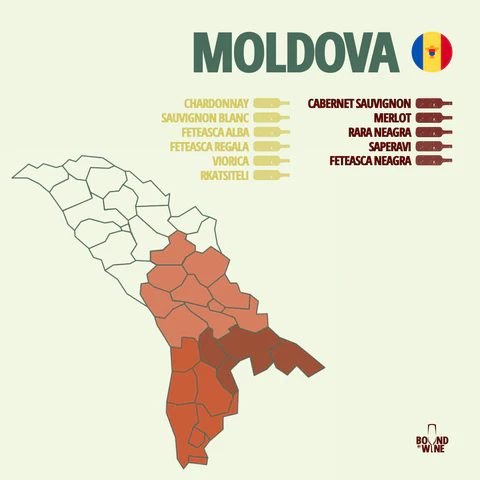 MOLDOVA
CHARDONNAY
SAUVIGNON BLANC
FETEASCA ALBA
FETEASCA REGALA
VIORICA
RKATSITELI
CABERNET SAUVIGNON
MERLOT
RARA NEAGRA
SAPERAVI
FETEASCA NEAGRA
BOUND
BY WINE